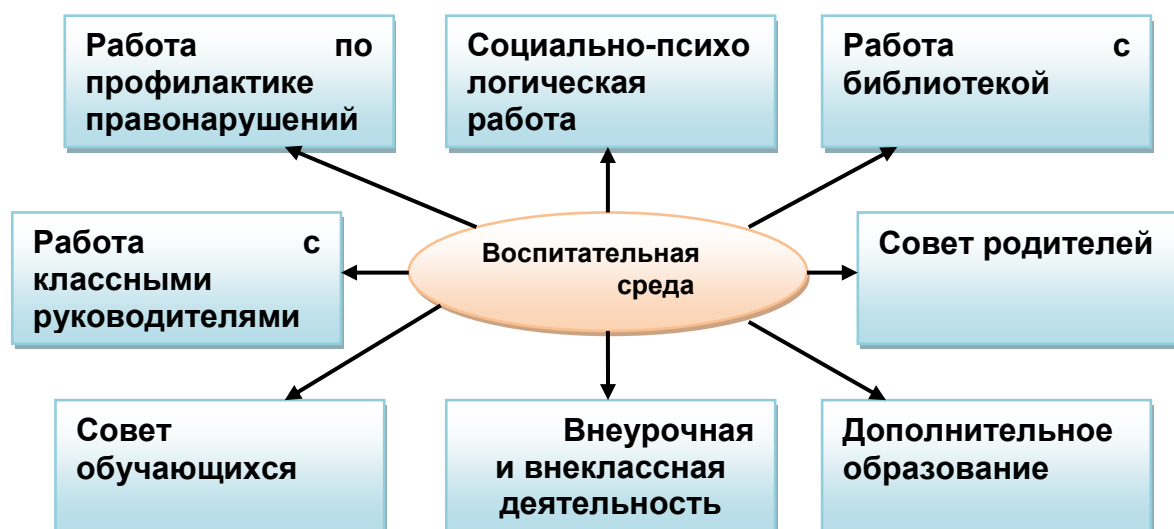 Работа по
профилактике
правонарушений
Социально-психо
логическая
работа
Работа с
библиотекой
Работа с
классными
руководителями
Воспитательная
среда
Совет родителей
Совет
обучающихся
Внеурочная
и внеклассная
деятельность
Дополнительное
образование